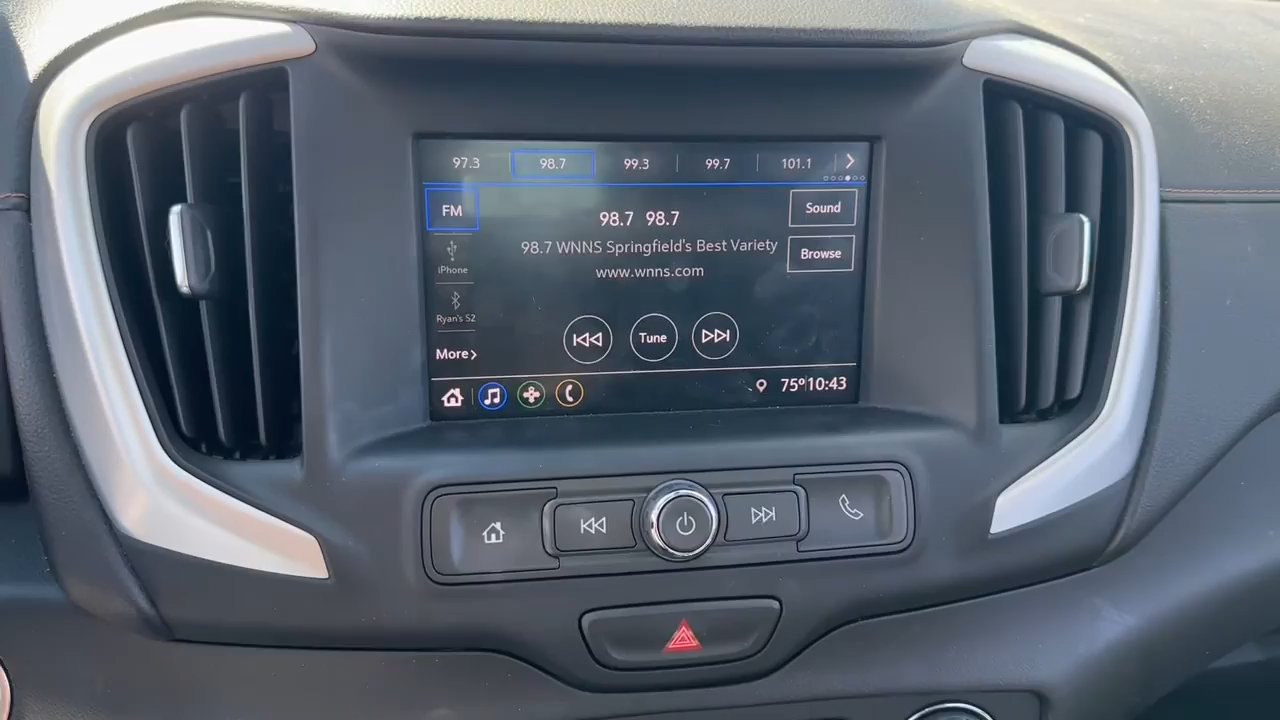 97.3 98.7 99.3 99.7 101.1
FM
98.7 98.7
Sound
98.7 WNNS Springfield's Best Variety
Browse
www.wnns.com
iPhone
Ryan's S2
Tune
More
75° 10:43